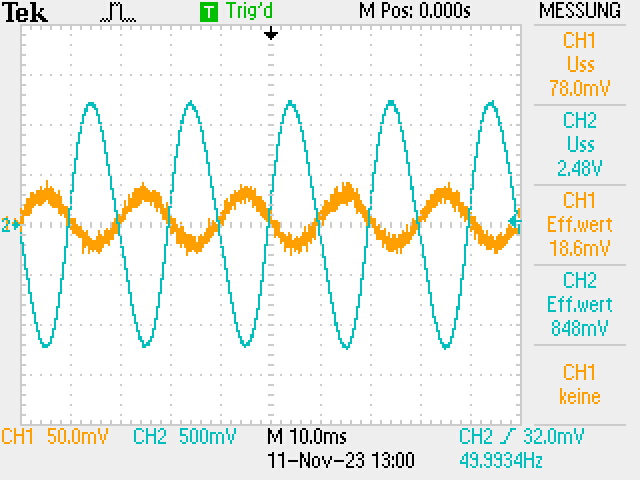 Tek T Trig'd M Pos: 0.000s MESSUNG
CH1
Uss
78.0mV
CH2
Uss
2.48V
CH1
Eff.wert
18.6mV
CH2
Eff.wert
848mV
CH1
keine
2
CH1 50.0mV CH2 500mV M 10.0ms CH2 32.0mV
11-Nov-23 13:00 49.9934Hz